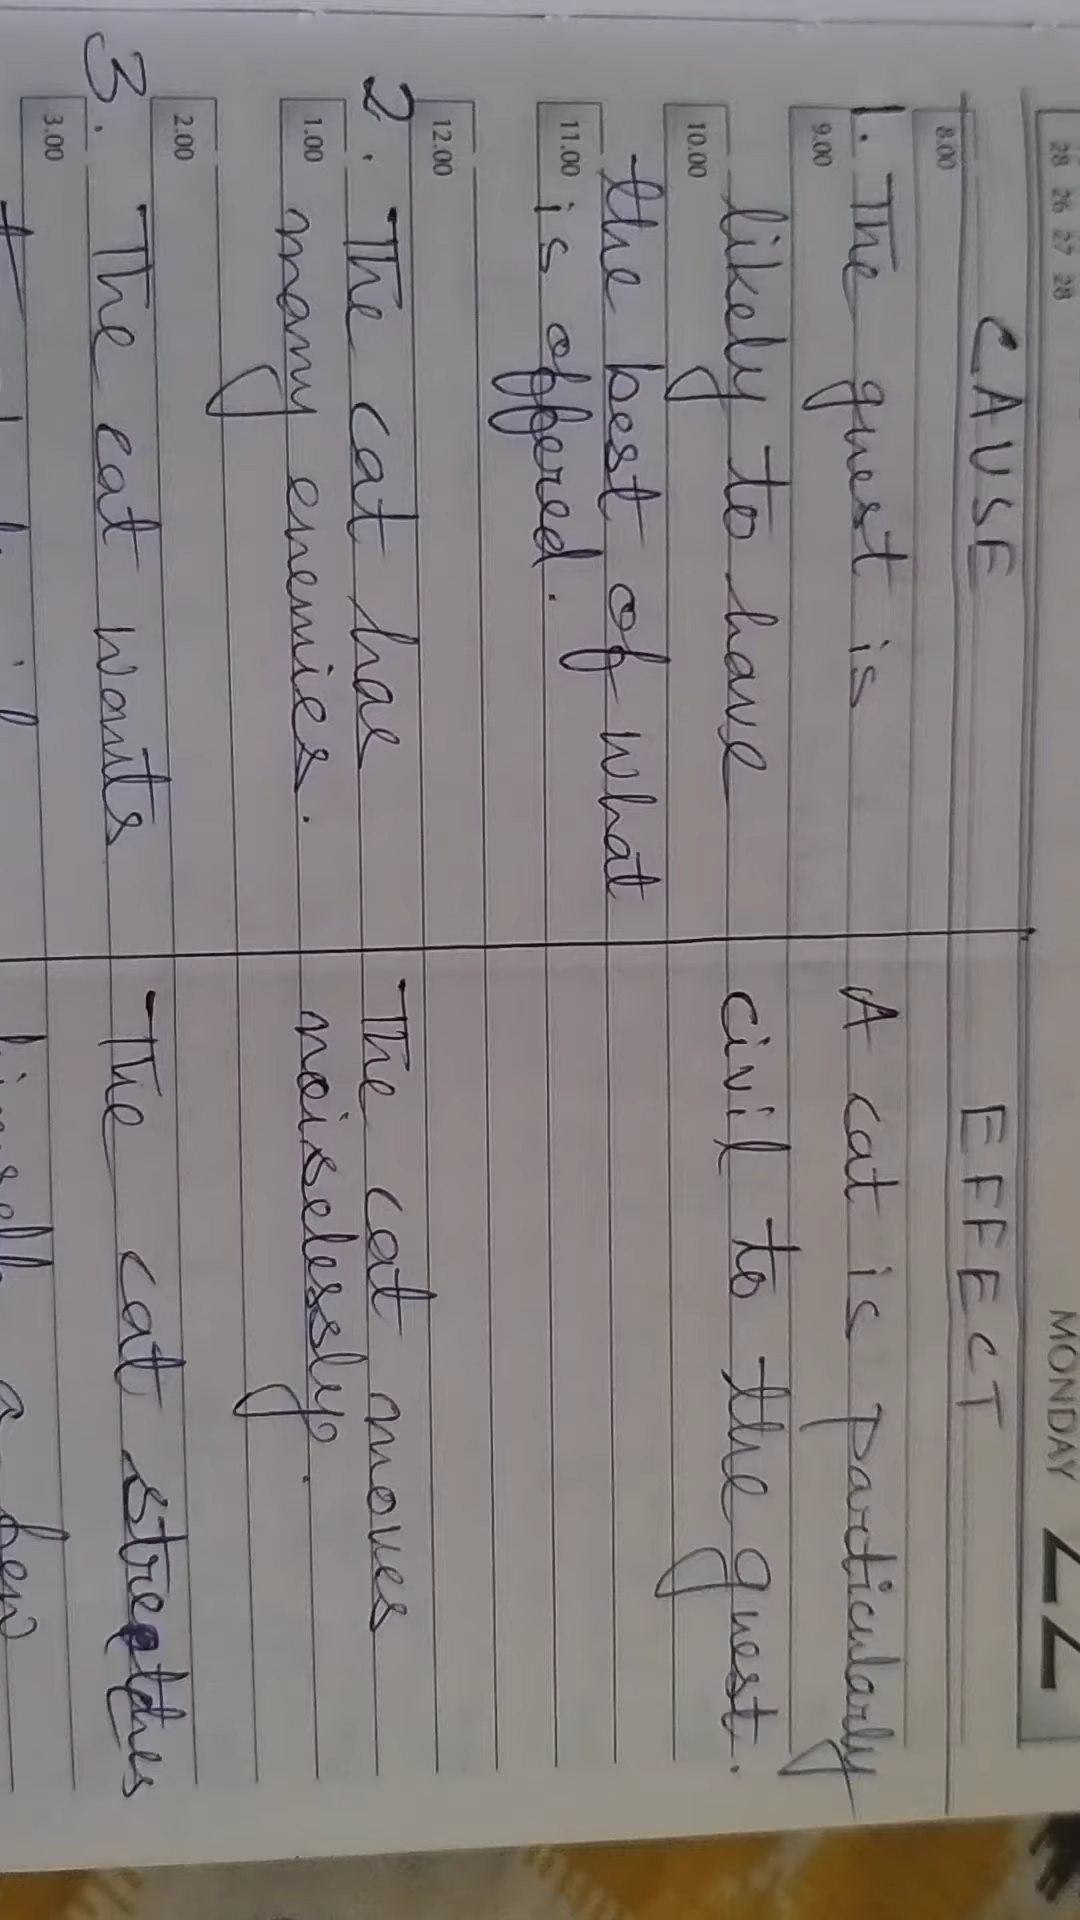 28 26 27 28
MONDAY 22
CAUSE EFFECT
8.00
1. The guest is A cat is particularly
9.00
likely to have civil to the guest.
10.00
the best of what
11.00
is offered.
12.00
2. The cat has The cat moves
1.00
many enemies. noiselessly.
2.00
3. The cat wants The cat stretches
3.00
himself a few